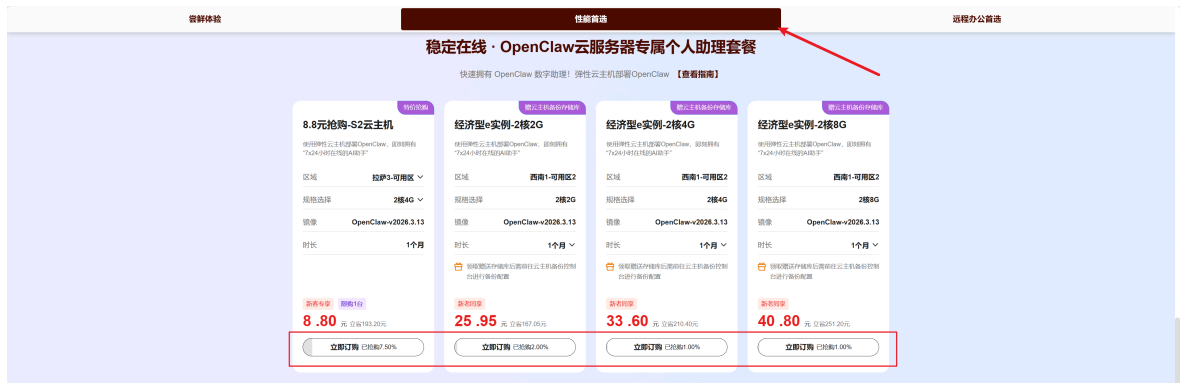 尝鲜体验
性能首选
远程办公首选
稳定在线 · OpenClaw云服务器专属个人助理套餐
快速拥有 OpenClaw 数字助理！弹性云主机部署OpenClaw 【查看指南】
特价抢购
8.8元抢购-S2云主机
使用弹性云主机部署OpenClaw，即刻拥有
“7x24小时在线的AI助手”
区域 拉萨3-可用区
规格选择 2核4G
镜像 OpenClaw-v2026.3.13
时长 1个月
新客专享 限购1台
8 .80 元 立省193.20元
立即订购 已抢购7.50%
赠云主机备份存储库
经济型e实例-2核2G
使用弹性云主机部署OpenClaw，即刻拥有
“7x24小时在线的AI助手”
区域 西南1-可用区2
规格选择 2核2G
镜像 OpenClaw-v2026.3.13
时长 1个月
领取赠送存储库后需前往云主机备份控制
台进行备份配置
新老同享
25 .95 元 立省167.05元
立即订购 已抢购2.00%
赠云主机备份存储库
经济型e实例-2核4G
使用弹性云主机部署OpenClaw，即刻拥有
“7x24小时在线的AI助手”
区域 西南1-可用区2
规格选择 2核4G
镜像 OpenClaw-v2026.3.13
时长 1个月
领取赠送存储库后需前往云主机备份控制
台进行备份配置
新老同享
33 .60 元 立省210.40元
立即订购 已抢购1.00%
赠云主机备份存储库
经济型e实例-2核8G
使用弹性云主机部署OpenClaw，即刻拥有
“7x24小时在线的AI助手”
区域 西南1-可用区2
规格选择 2核8G
镜像 OpenClaw-v2026.3.13
时长 1个月
领取赠送存储库后需前往云主机备份控制
台进行备份配置
新老同享
40 .80 元 立省251.20元
立即订购 已抢购1.00%